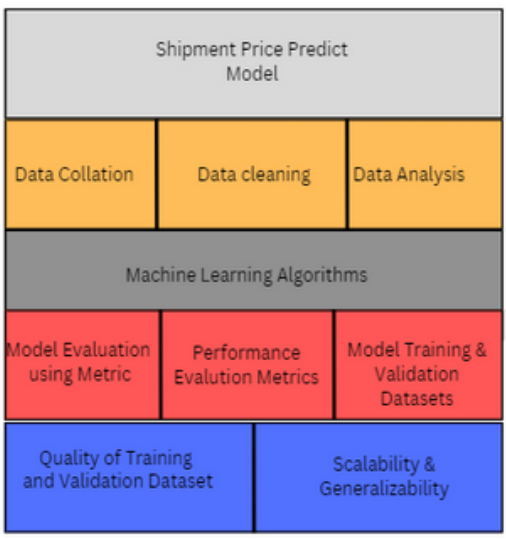 Shipment Price Predict
Model
Data Collation
Data cleaning
Data Analysis
Machine Learning Algorithms
Model Evaluation
using Metric
Performance
Evalution Metrics
Model Training &
Validation
Datasets
Quality of Training
and Validation Dataset
Scalability &
Generalizability